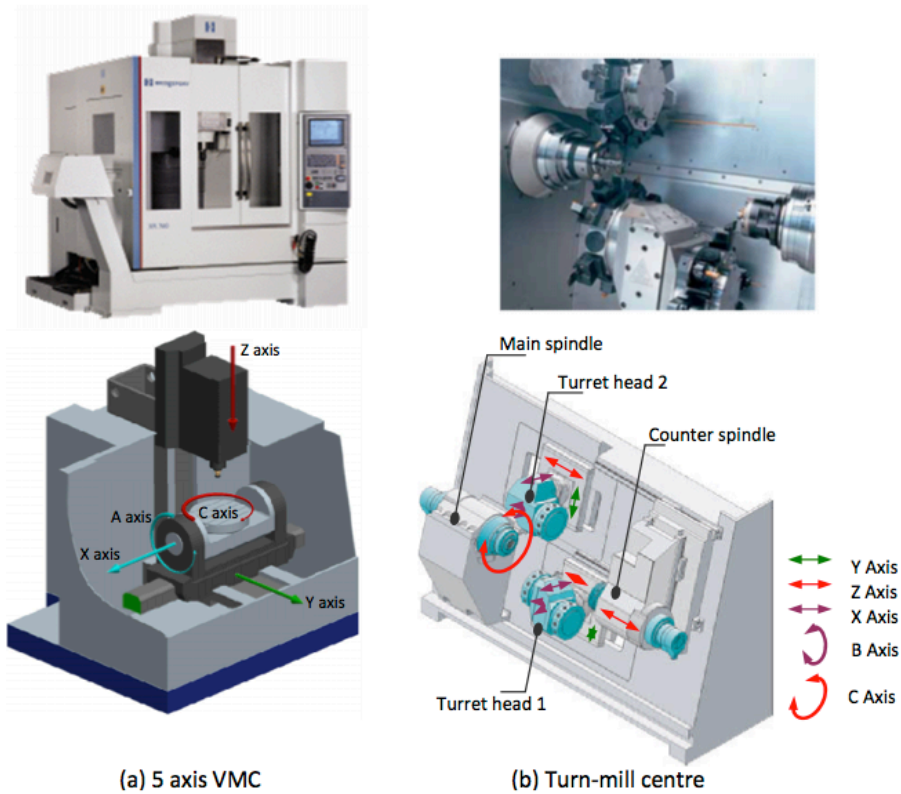 Z axis
A axis
C axis
X axis
Y axis
Main spindle
Turret head 2
Counter spindle
Turret head 1
Y Axis
Z Axis
X Axis
B Axis
C Axis
(a) 5 axis VMC
(b) Turn-mill centre